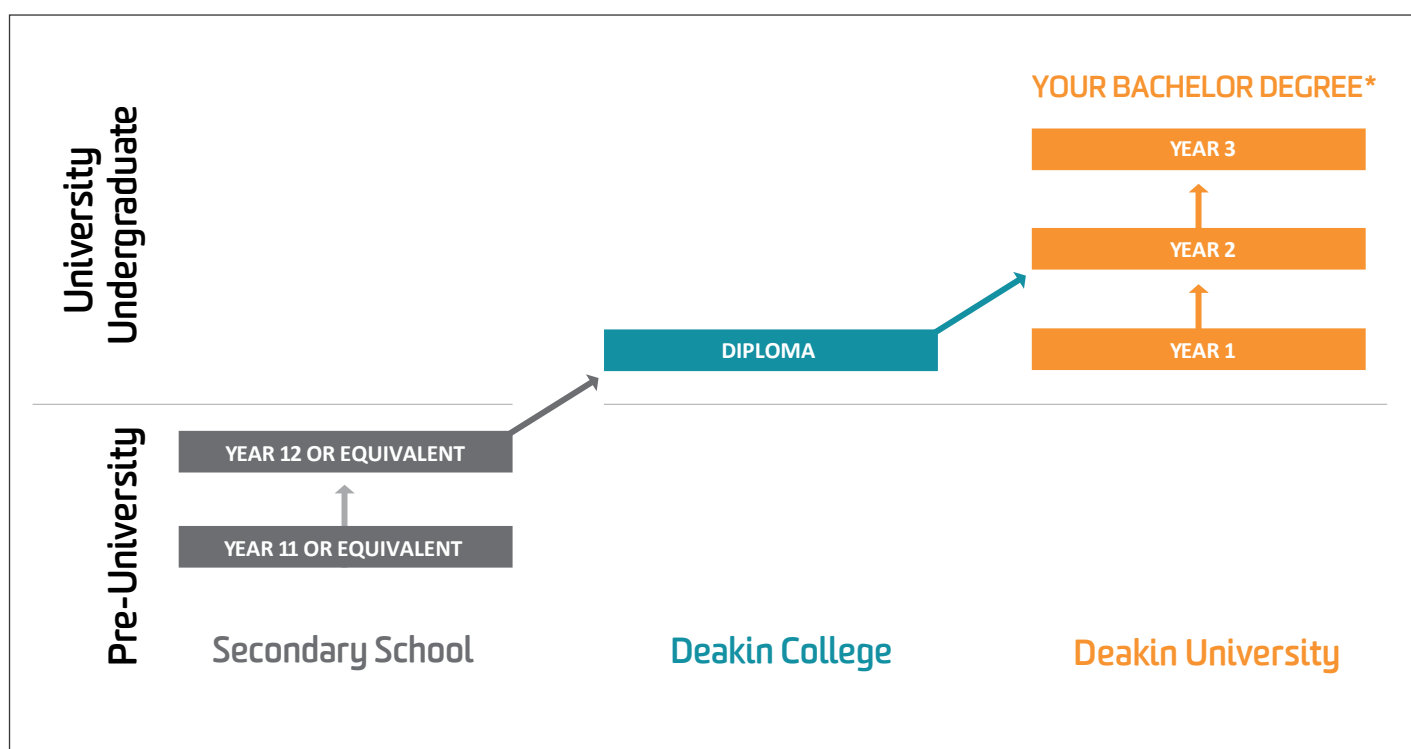 University
Undergraduate
YOUR BACHELOR DEGREE*
YEAR 3
YEAR 2
DIPLOMA
YEAR 1
Pre-University
YEAR 12 OR EQUIVALENT
YEAR 11 OR EQUIVALENT
Secondary School
Deakin College
Deakin University